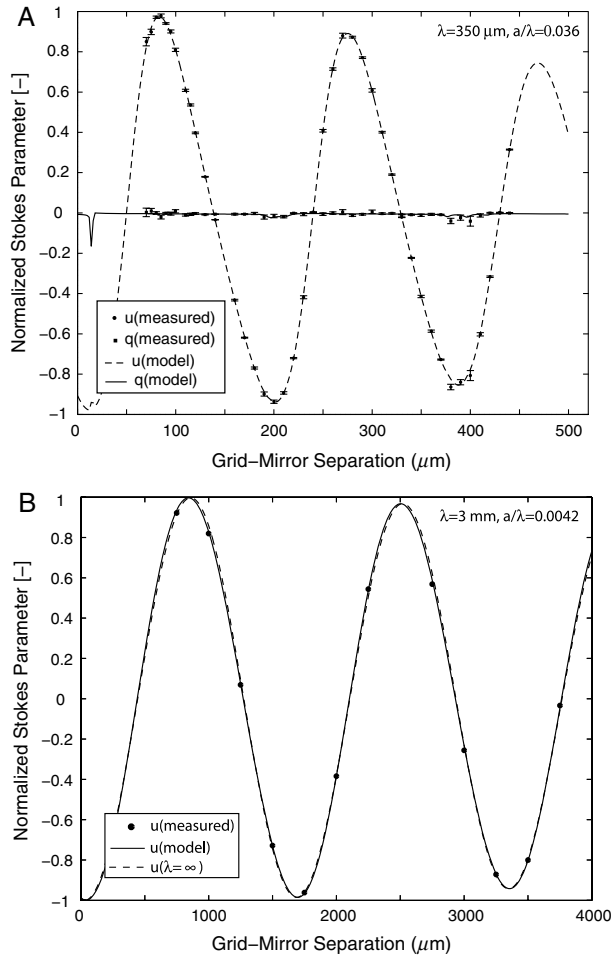 A
λ=350 μm, a/λ=0.036
Normalized Stokes Parameter [−]
1
0.8
0.6
0.4
0.2
0
−0.2
−0.4
−0.6
−0.8
−1
u(measured)
q(measured)
u(model)
q(model)
0
100
200
300
400
500
Grid−Mirror Separation (μm)
B
λ=3 mm, a/λ=0.0042
Normalized Stokes Parameter [−]
1
0.8
0.6
0.4
0.2
0
−0.2
−0.4
−0.6
−0.8
−1
u(measured)
u(model)
u(λ= ∞)
0
1000
2000
3000
4000
Grid−Mirror Separation (μm)